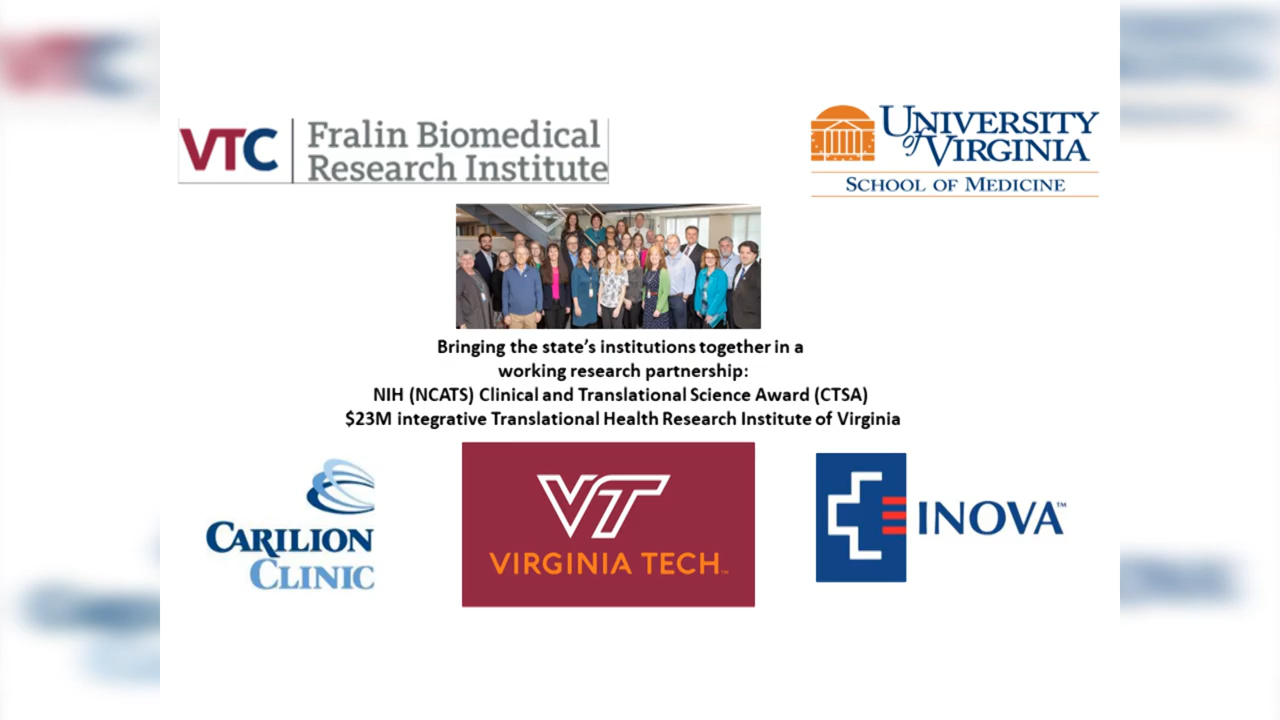 VTC
Fralin Biomedical
Research Institute
UNIVERSITY
of VIRGINIA
SCHOOL OF MEDICINE
Bringing the state's institutions together in a
working research partnership:
NIH (NCATS) Clinical and Translational Science Award (CTSA)
$23M integrative Translational Health Research Institute of Virginia
CARILION
CLINIC
VT
VIRGINIA TECH™
INOVA™